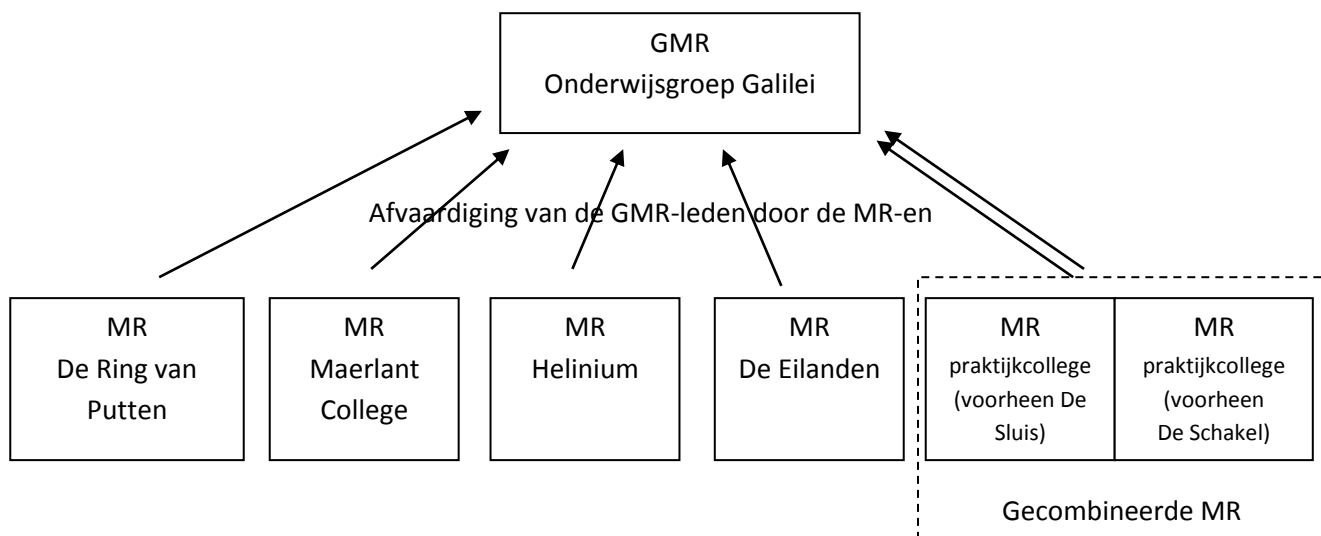 GMR
Onderwijsgroep Galilei
Afvaardiging van de GMR-leden door de MR-en
MR
De Ring van
Putten
MR
Maerlant
College
MR
Helinium
MR
De Eilanden
MR
praktijkcollege
(voorheen De
Sluis)
MR
praktijkcollege
(voorheen
De Schakel)
Gecombineerde MR